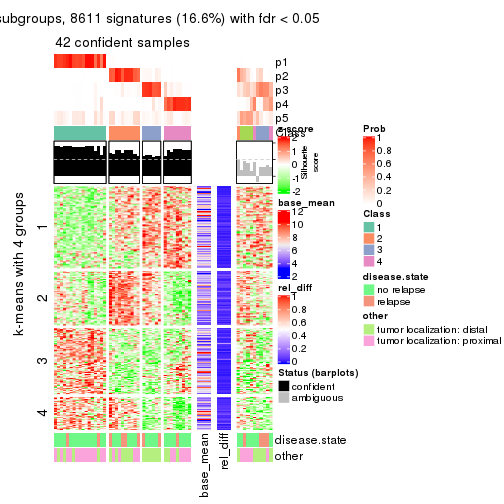 subgroups, 8611 signatures (16.6%) with fdr < 0.05
42 confident samples
p1
p2
p3
p4
p5
Class
Silhouette
score
k-means with 4 groups
1
2
3
4
base_mean
rel_diff
disease.state
other
z-score
2
1
0
-1
-2
base_mean
12
10
8
6
4
2
rel_diff
1
0.8
0.6
0.4
0.2
0
Status (barplots)
confident
ambiguous
Prob
1
0.8
0.6
0.4
0.2
0
Class
1
2
3
4
disease.state
no relapse
relapse
other
tumor localization: distal
tumor localization: proximal